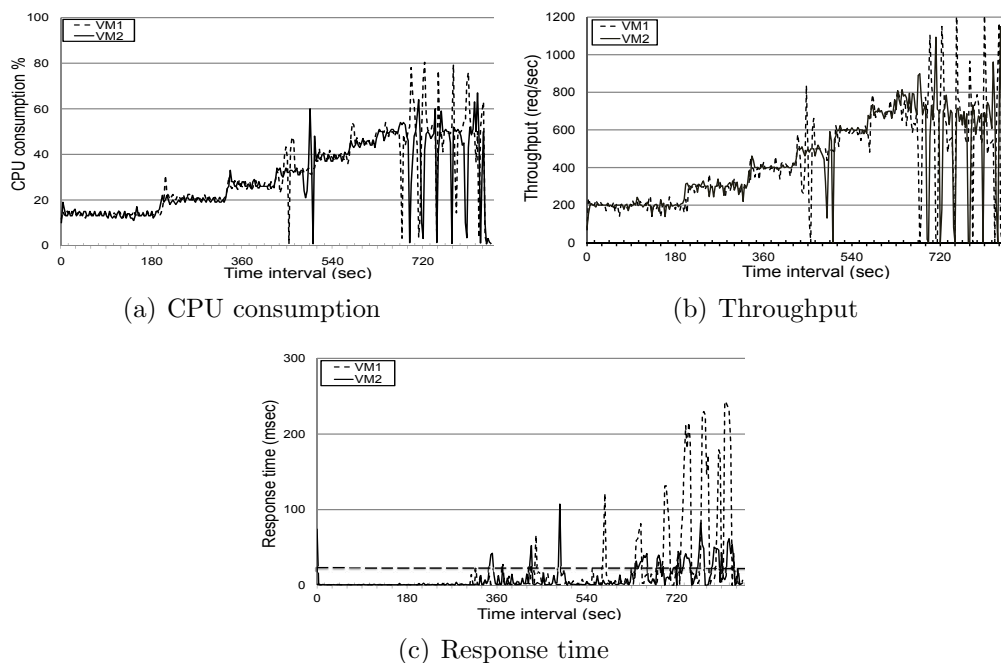 VM1
VM2
CPU consumption %
100
80
60
40
20
0
0 180 360 540 720
Time interval (sec)
(a) CPU consumption
VM1
VM2
Throughput (req/sec)
1200
1000
800
600
400
200
0
0 180 360 540 720
Time interval (sec)
(b) Throughput
VM1
VM2
Response time (msec)
300
200
100
0
0 180 360 540 720
Time interval (sec)
(c) Response time